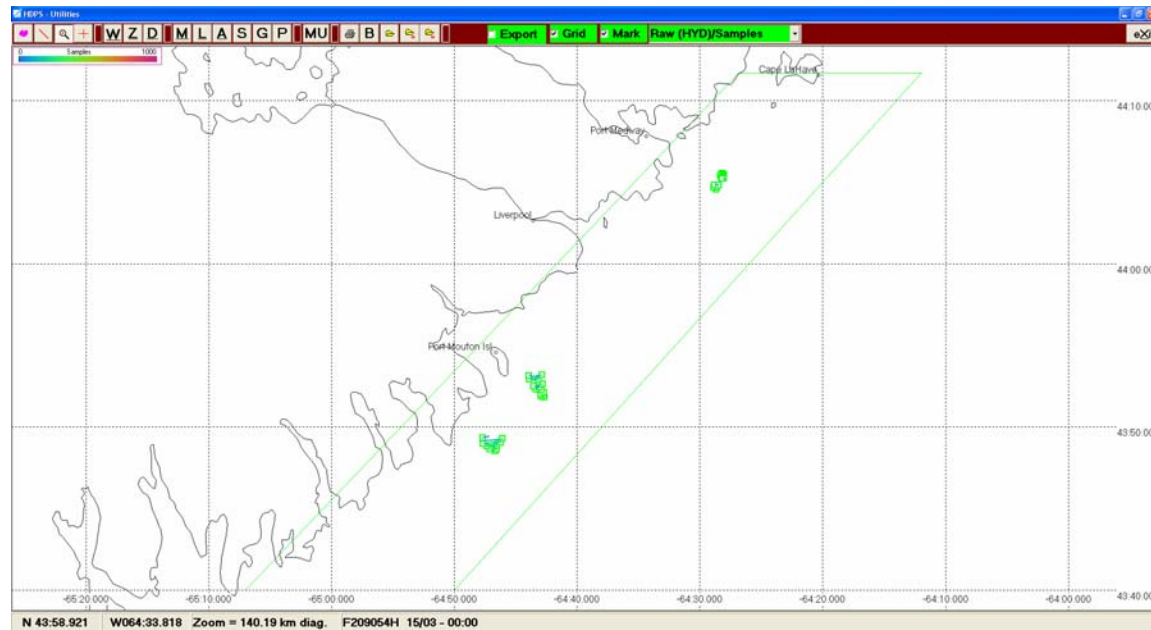 HDPS - Utilities
W Z D M L A S G P MU B Export Grid Mark Raw (HYD)/Samples eXit
0 Samples 1000
Cape LaHave
44:10.00
Port Medway
Liverpool
44:00.00
Port Mouton Isl
43:50.00
-65:20.000 -65:10.000 -65:00.000 -64:50.000 -64:40.000 -64:30.000 -64:20.000 -64:10.000 -64:00.000 43:40.00
N 43:58.921 W064:33.818 Zoom = 140.19 km diag. F209054H 15/03 - 00:00